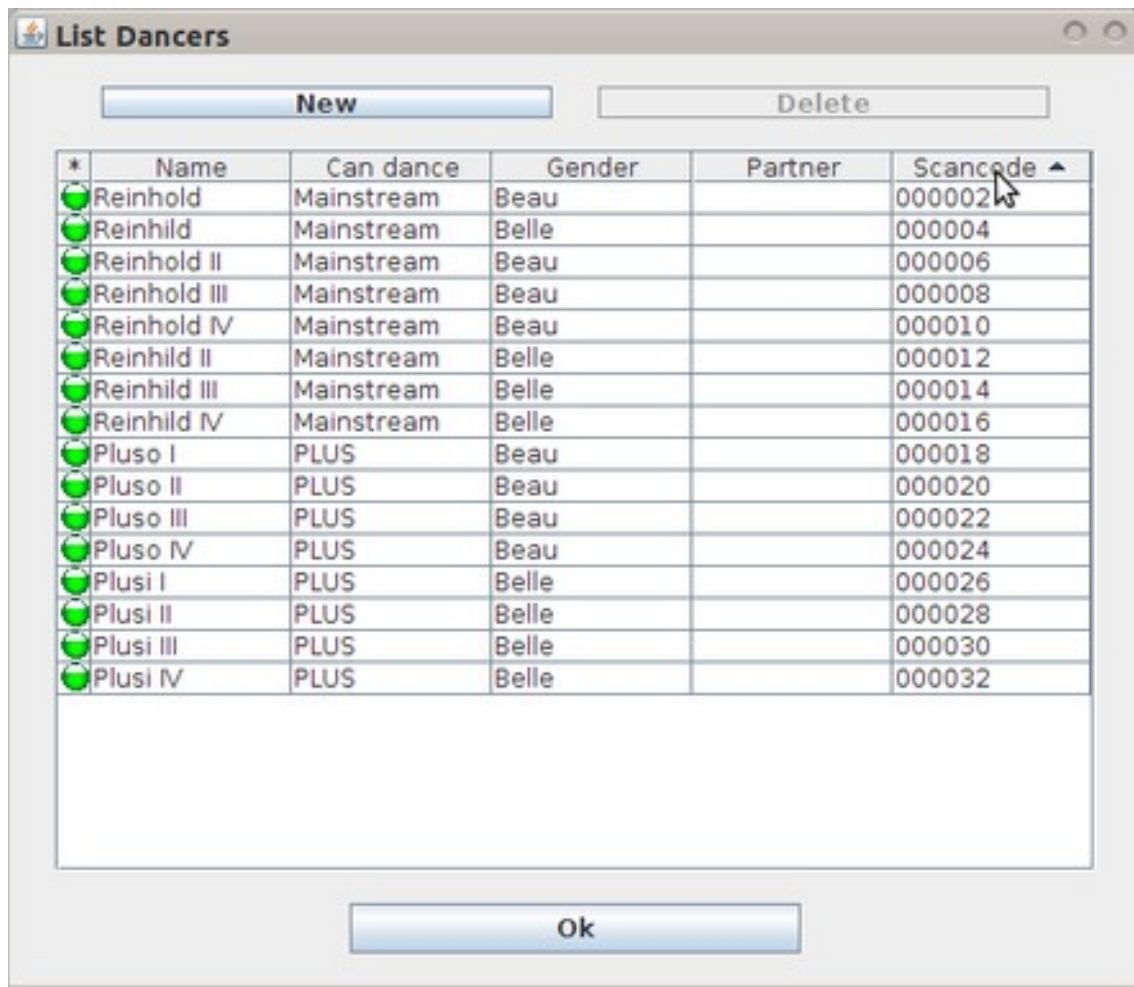 List Dancers
New Delete
* Name Can dance Gender Partner Scancode
Reinhold Mainstream Beau 000002
Reinhild Mainstream Belle 000004
Reinhold II Mainstream Beau 000006
Reinhold III Mainstream Beau 000008
Reinhold IV Mainstream Beau 000010
Reinhild II Mainstream Belle 000012
Reinhild III Mainstream Belle 000014
Reinhild IV Mainstream Belle 000016
Pluso I PLUS Beau 000018
Pluso II PLUS Beau 000020
Pluso III PLUS Beau 000022
Pluso IV PLUS Beau 000024
Plusi I PLUS Belle 000026
Plusi II PLUS Belle 000028
Plusi III PLUS Belle 000030
Plusi IV PLUS Belle 000032
Ok